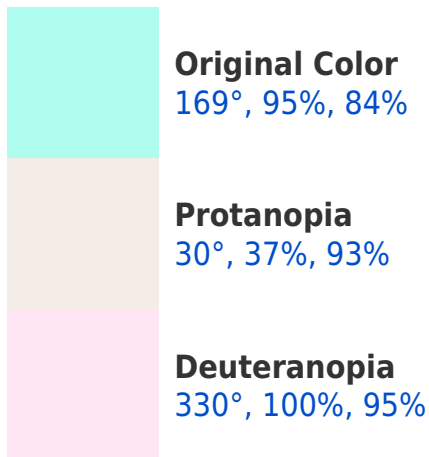 Original Color
169°, 95%, 84%
Protanopia
30°, 37%, 93%
Deuteranopia
330°, 100%, 95%